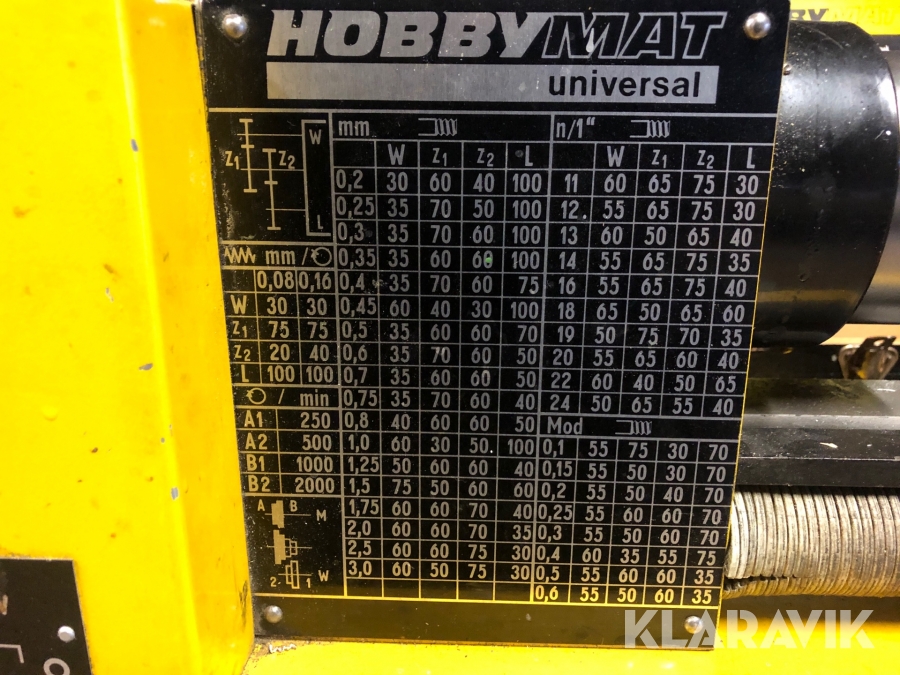 HOBBYMAT
universal
mm n/1"
W Z1 Z2 L W Z1 Z2 L
Z1 Z2 W L
0,2 30 60 40 100 11 60 65 75 30
0,25 35 70 50 100 12. 55 65 75 30
0,3 35 70 60 100 13 60 50 65 40
mm / 0,35 35 60 60 100 14 55 65 75 35
0,08 0,16 0,4 35 70 60 75 16 55 65 75 40
W 30 30 0,45 60 40 30 100 18 65 50 65 60
Z1 75 75 0,5 35 60 60 70 19 50 75 70 35
Z2 20 40 0,6 35 70 60 50 20 55 65 60 40
L 100 100 0,7 35 60 60 50 22 60 40 50 65
/ min 0,75 35 70 60 40 24 50 65 55 40
A1 250 0,8 40 60 60 50 Mod
A2 500 1,0 60 30 50 100 0,1 55 75 30 70
B1 1000 1,25 50 60 60 40 0,15 55 50 30 70
B2 2000 1,5 75 50 60 60 0,2 55 50 40 70
A B M 1,75 60 60 70 40 0,25 55 60 60 70
2,0 60 60 70 35 0,3 55 50 60 70
2,5 60 60 75 30 0,4 60 35 55 75
2 1 W 3,0 60 50 75 30 0,5 55 60 60 35
0,6 55 50 60 35
KLARAVIK